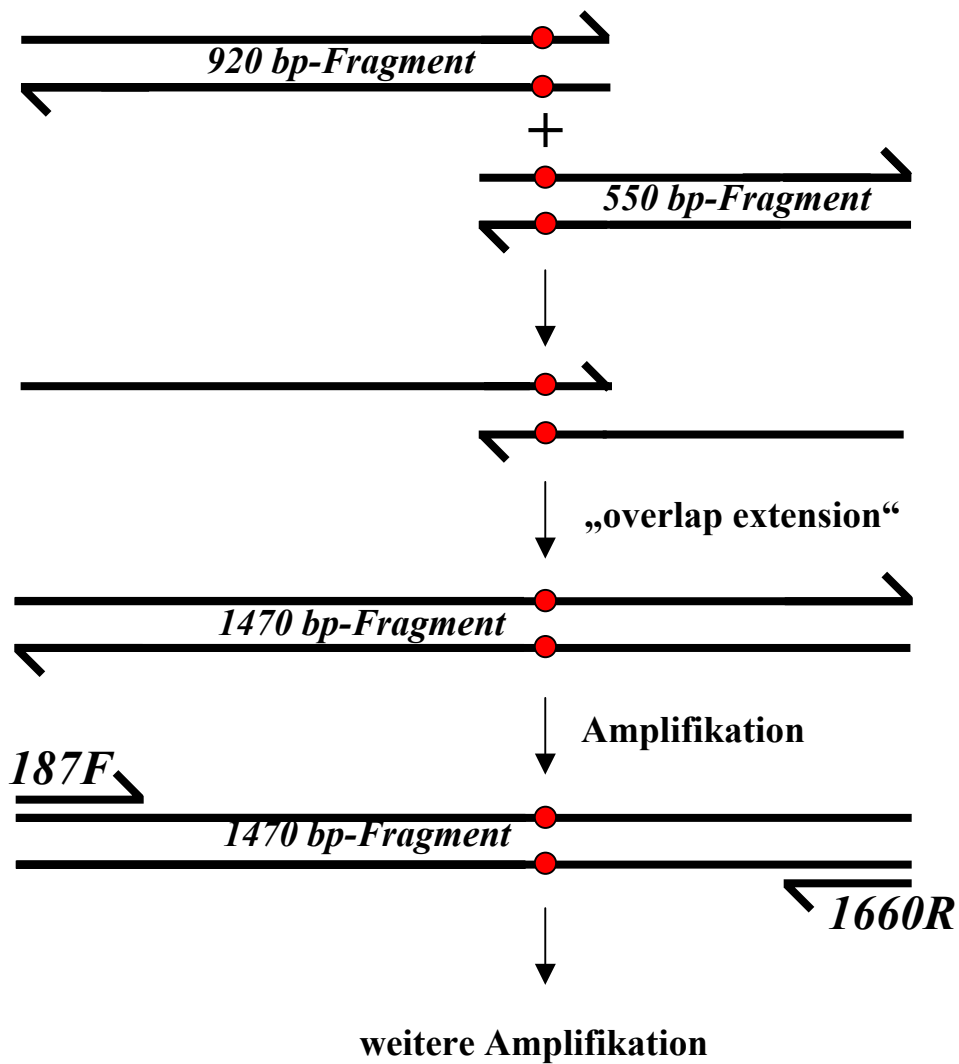 920 bp-Fragment
+
550 bp-Fragment
„overlap extension“
1470 bp-Fragment
Amplifikation
187F
1470 bp-Fragment
1660R
weitere Amplifikation